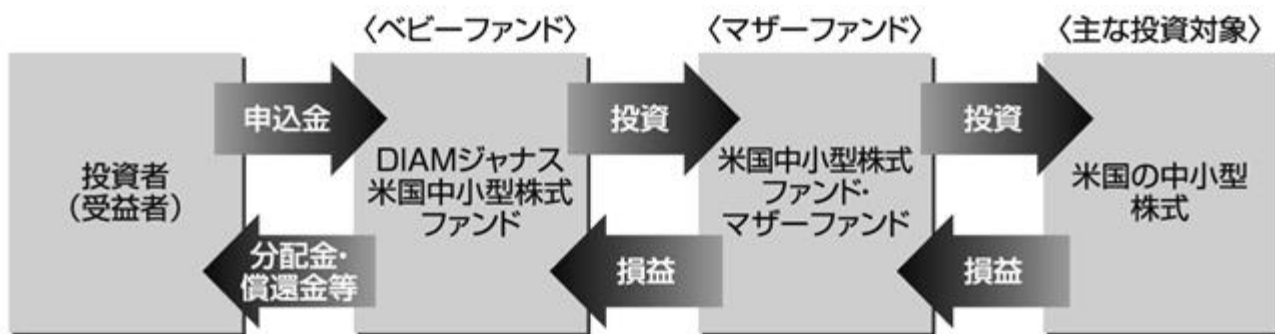 〈ベビーファンド〉
〈マザーファンド〉
〈主な投資対象〉
申込金
投資
投資
投資者
(受益者)
DIAMジャナス
米国中小型株式
ファンド
米国中小型株式
ファンド・
マザーファンド
米国の中小型
株式
分配金・
償還金等
損益
損益